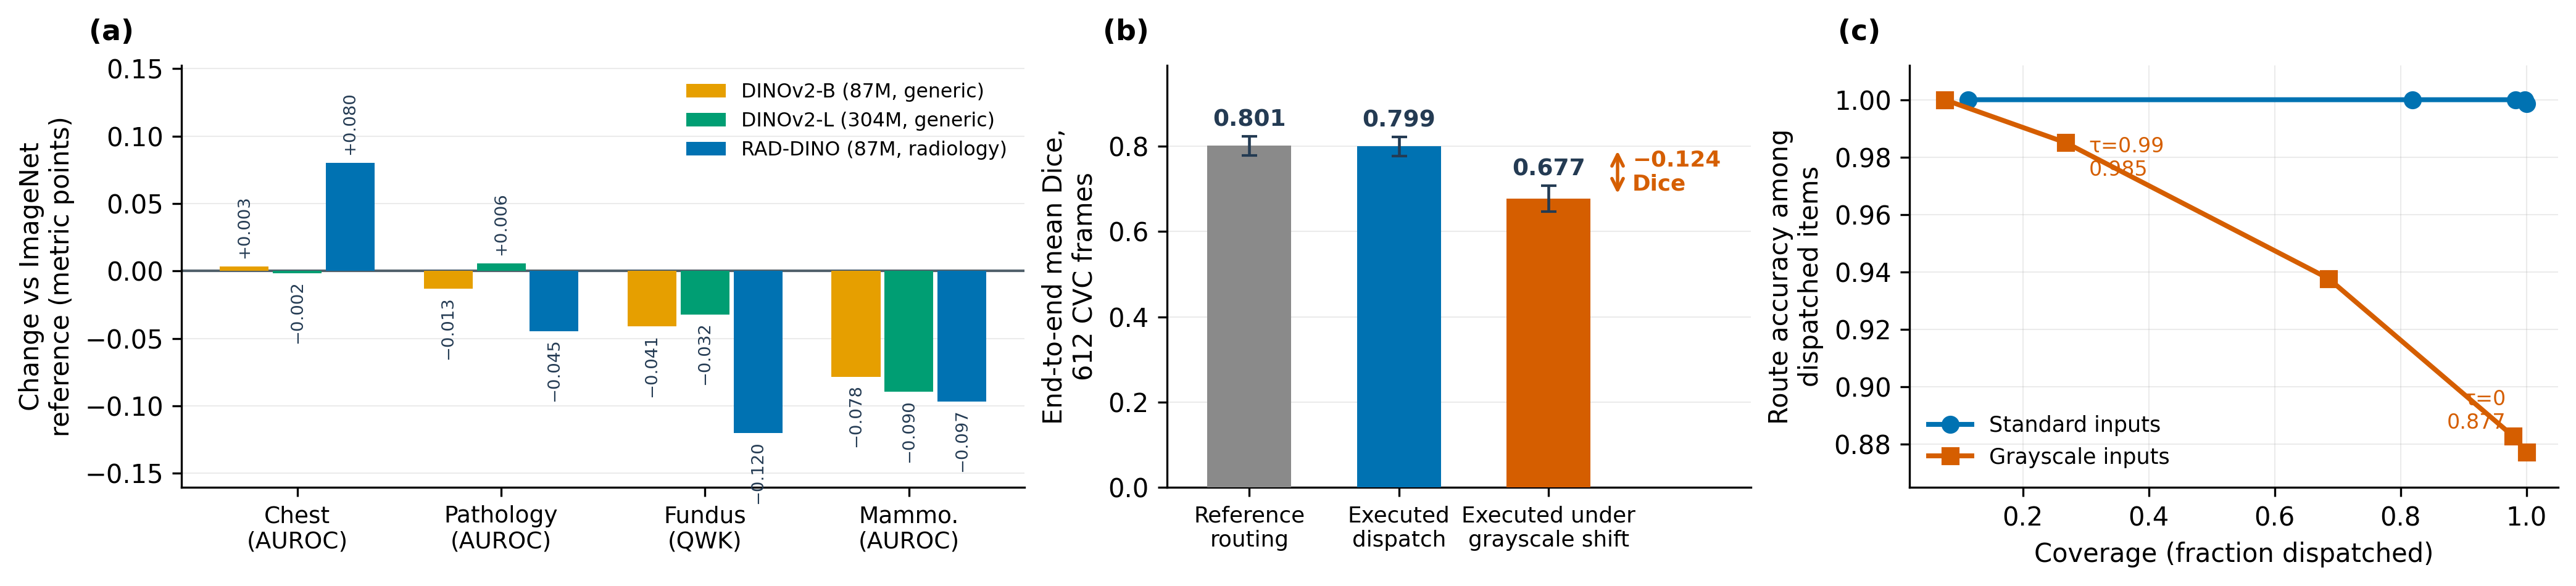 (a)
Change vs ImageNet
reference (metric points)
0.15
0.10
0.05
0.00
−0.05
−0.10
−0.15
DINOv2-B (87M, generic)
DINOv2-L (304M, generic)
RAD-DINO (87M, radiology)
+0.003
−0.002
+0.080
−0.013
+0.006
−0.045
−0.041
−0.032
−0.120
−0.078
−0.090
−0.097
Chest
(AUROC)
Pathology
(AUROC)
Fundus
(QWK)
Mammo.
(AUROC)
(b)
End-to-end mean Dice,
612 CVC frames
0.8
0.6
0.4
0.2
0.0
0.801
0.799
0.677
−0.124
Dice
Reference
routing
Executed
dispatch
Executed under
grayscale shift
(c)
Route accuracy among
dispatched items
1.00
0.98
0.96
0.94
0.92
0.90
0.88
τ=0.99
0.985
τ=0
0.877
Standard inputs
Grayscale inputs
0.2
0.4
0.6
0.8
1.0
Coverage (fraction dispatched)